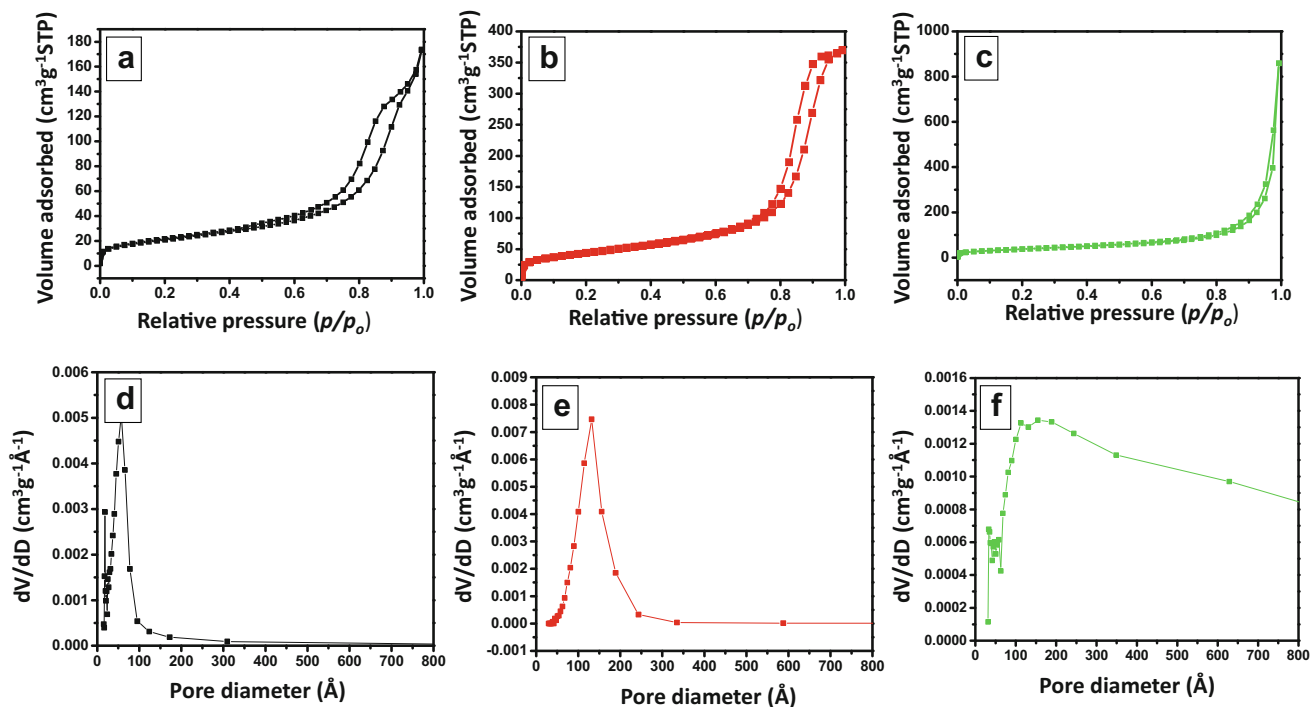 a
Volume adsorbed (cm³g⁻¹STP)
180
160
140
120
100
80
60
40
20
0
0.0 0.2 0.4 0.6 0.8 1.0
Relative pressure (p/pₒ)
b
Volume adsorbed (cm³g⁻¹STP)
400
350
300
250
200
150
100
50
0
0.0 0.2 0.4 0.6 0.8 1.0
Relative pressure (p/pₒ)
c
Volume adsorbed (cm³g⁻¹STP)
1000
800
600
400
200
0
0.0 0.2 0.4 0.6 0.8 1.0
Relative pressure (p/pₒ)
d
dV/dD (cm³g⁻¹Å⁻¹)
0.006
0.005
0.004
0.003
0.002
0.001
0.000
0 100 200 300 400 500 600 700 800
Pore diameter (Å)
e
dV/dD (cm³g⁻¹Å⁻¹)
0.009
0.008
0.007
0.006
0.005
0.004
0.003
0.002
0.001
0.000
-0.001
0 100 200 300 400 500 600 700 800
Pore diameter (Å)
f
dV/dD (cm³g⁻¹Å⁻¹)
0.0016
0.0014
0.0012
0.0010
0.0008
0.0006
0.0004
0.0002
0.0000
0 100 200 300 400 500 600 700 800
Pore diameter (Å)